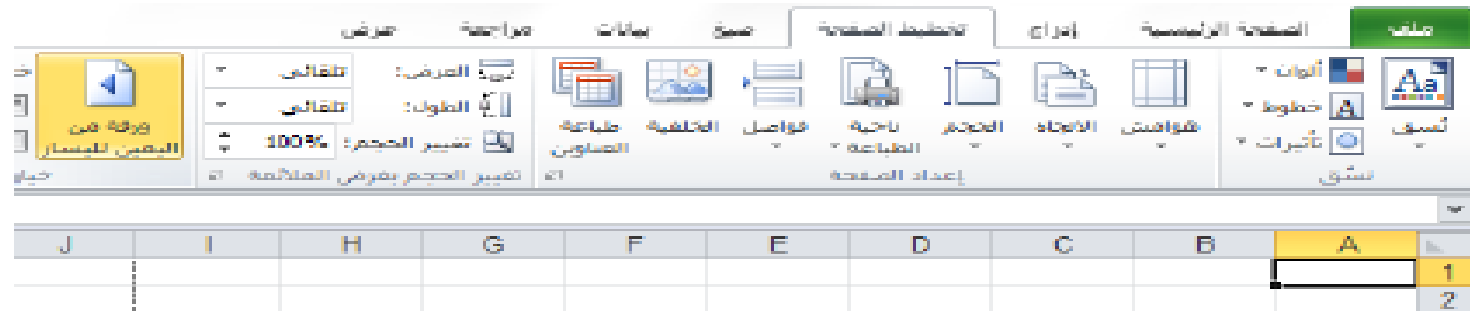 ملف الصفحة الرئيسية إدراج تخطيط الصفحة صيغ بيانات مراجعة عرض
نُسق
ألوان
خطوط
تأثيرات
نسُق
هوامش
الاتجاه
الحجم
ناحية
الطباعة
فواصل
الخلفية
طباعة
العناوين
إعداد الصفحة
العرض: تلقائي
الطول: تلقائي
تغيير الحجم: 100%
تغيير الحجم بغرض الملائمة
ورقة من
اليمين لليسار
A B C D E F G H I J
1
2